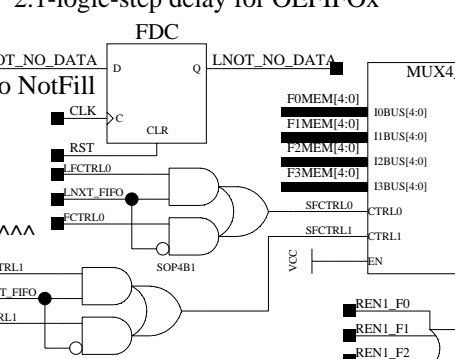 2.1-logic-step delay for OEFIFOx
FDC
OT_NO_DATA D Q LNOT_NO_DATA
MUX4_
o NotFill
CLK C
F0MEM[4:0] I0BUS[4:0]
F1MEM[4:0] I1BUS[4:0]
CLR
RST
F2MEM[4:0] I2BUS[4:0]
LFCTRL0
F3MEM[4:0] I3BUS[4:0]
LNXT_FIFO
SFCTRL0 CTRL0
FCTRL0
^^^
SFCTRL1 CTRL1
VCC EN
SOP4B1
TRL1
T_FIFO
REN1_F0
RL1
REN1_F1
REN1_F2